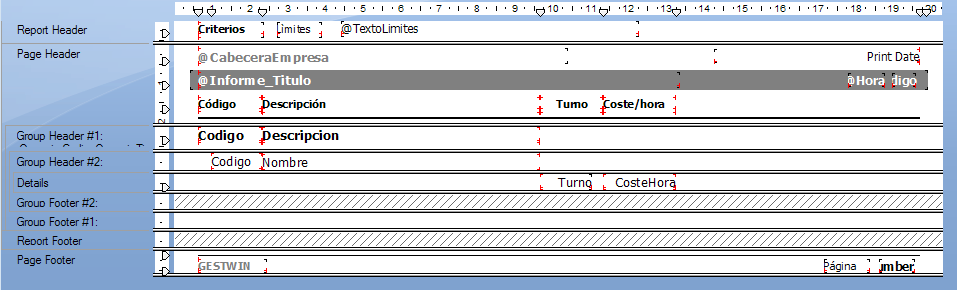 1 2 3 4 5 6 7 8 9 10 11 12 13 14 15 16 17 18 19 20
Report Header Criterios Limites @TextoLimites
Page Header @CabeceraEmpresa Print Date
@Informe_Titulo @Hora digo
Código Descripción Turno Coste/hora
Group Header #1: Codigo Descripcion
Group Header #2: Codigo Nombre
Details Turno CosteHora
Group Footer #2:
Group Footer #1:
Report Footer
Page Footer GESTWIN Página mber